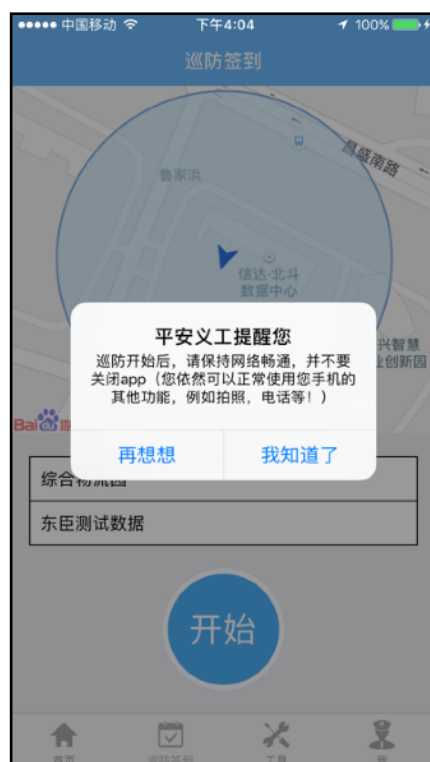 中国移动
下午4:04
100%
巡防签到
昌盛南路
鲁家浜
信达·北斗
数据中心
平安义工提醒您
巡防开始后，请保持网络畅通，并不要
关闭app（您依然可以正常使用您手机的
其他功能，例如拍照，电话等！）
兴智慧
业创新园
再想想
我知道了
Bai
综合物流园
东臣测试数据
开始
首页
巡防签到
工具
我